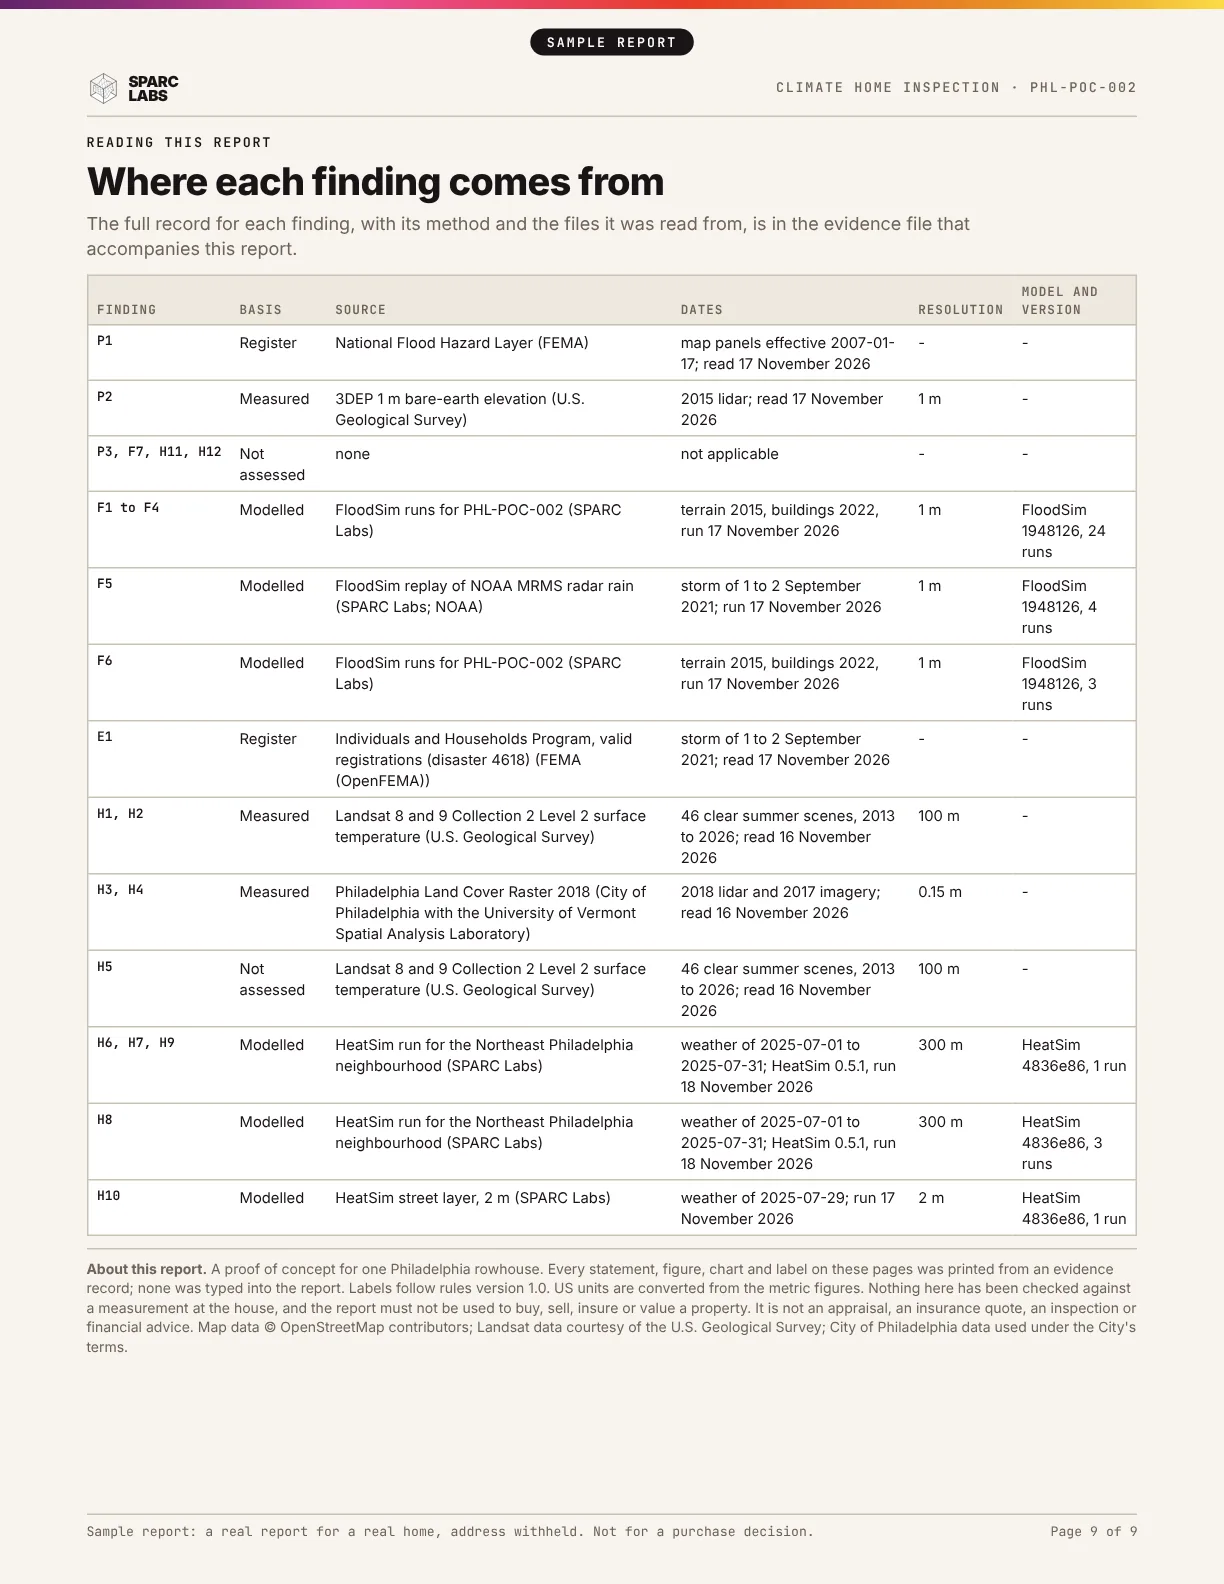 SAMPLE REPORT
SPARC
LABS
CLIMATE HOME INSPECTION · PHL-POC-002
READING THIS REPORT
Where each finding comes from
The full record for each finding, with its method and the files it was read from, is in the evidence file that
accompanies this report.
FINDING BASIS SOURCE DATES RESOLUTION MODEL AND
VERSION
P1 Register National Flood Hazard Layer (FEMA) map panels effective 2007-01- - -
17; read 17 November 2026
P2 Measured 3DEP 1 m bare-earth elevation (U.S. 2015 lidar; read 17 November 1 m -
Geological Survey) 2026
P3, F7, H11, H12 Not none not applicable - -
assessed
F1 to F4 Modelled FloodSim runs for PHL-POC-002 (SPARC terrain 2015, buildings 2022, 1 m FloodSim
Labs) run 17 November 2026 1948126, 24
runs
F5 Modelled FloodSim replay of NOAA MRMS radar rain storm of 1 to 2 September 1 m FloodSim
(SPARC Labs; NOAA) 2021; run 17 November 2026 1948126, 4
runs
F6 Modelled FloodSim runs for PHL-POC-002 (SPARC terrain 2015, buildings 2022, 1 m FloodSim
Labs) run 17 November 2026 1948126, 3
runs
E1 Register Individuals and Households Program, valid storm of 1 to 2 September - -
registrations (disaster 4618) (FEMA 2021; read 17 November 2026
(OpenFEMA))
H1, H2 Measured Landsat 8 and 9 Collection 2 Level 2 surface 46 clear summer scenes, 2013 100 m -
temperature (U.S. Geological Survey) to 2026; read 16 November
2026
H3, H4 Measured Philadelphia Land Cover Raster 2018 (City of 2018 lidar and 2017 imagery; 0.15 m -
Philadelphia with the University of Vermont read 16 November 2026
Spatial Analysis Laboratory)
H5 Not Landsat 8 and 9 Collection 2 Level 2 surface 46 clear summer scenes, 2013 100 m -
assessed temperature (U.S. Geological Survey) to 2026; read 16 November
2026
H6, H7, H9 Modelled HeatSim run for the Northeast Philadelphia weather of 2025-07-01 to 300 m HeatSim
neighbourhood (SPARC Labs) 2025-07-31; HeatSim 0.5.1, run 4836e86, 1 run
18 November 2026
H8 Modelled HeatSim run for the Northeast Philadelphia weather of 2025-07-01 to 300 m HeatSim
neighbourhood (SPARC Labs) 2025-07-31; HeatSim 0.5.1, run 4836e86, 3
18 November 2026 runs
H10 Modelled HeatSim street layer, 2 m (SPARC Labs) weather of 2025-07-29; run 17 2 m HeatSim
November 2026 4836e86, 1 run
About this report. A proof of concept for one Philadelphia rowhouse. Every statement, figure, chart and label on these pages was printed from an evidence
record; none was typed into the report. Labels follow rules version 1.0. US units are converted from the metric figures. Nothing here has been checked against
a measurement at the house, and the report must not be used to buy, sell, insure or value a property. It is not an appraisal, an insurance quote, an inspection or
financial advice. Map data © OpenStreetMap contributors; Landsat data courtesy of the U.S. Geological Survey; City of Philadelphia data used under the City's
terms.
Sample report: a real report for a real home, address withheld. Not for a purchase decision.
Page 9 of 9